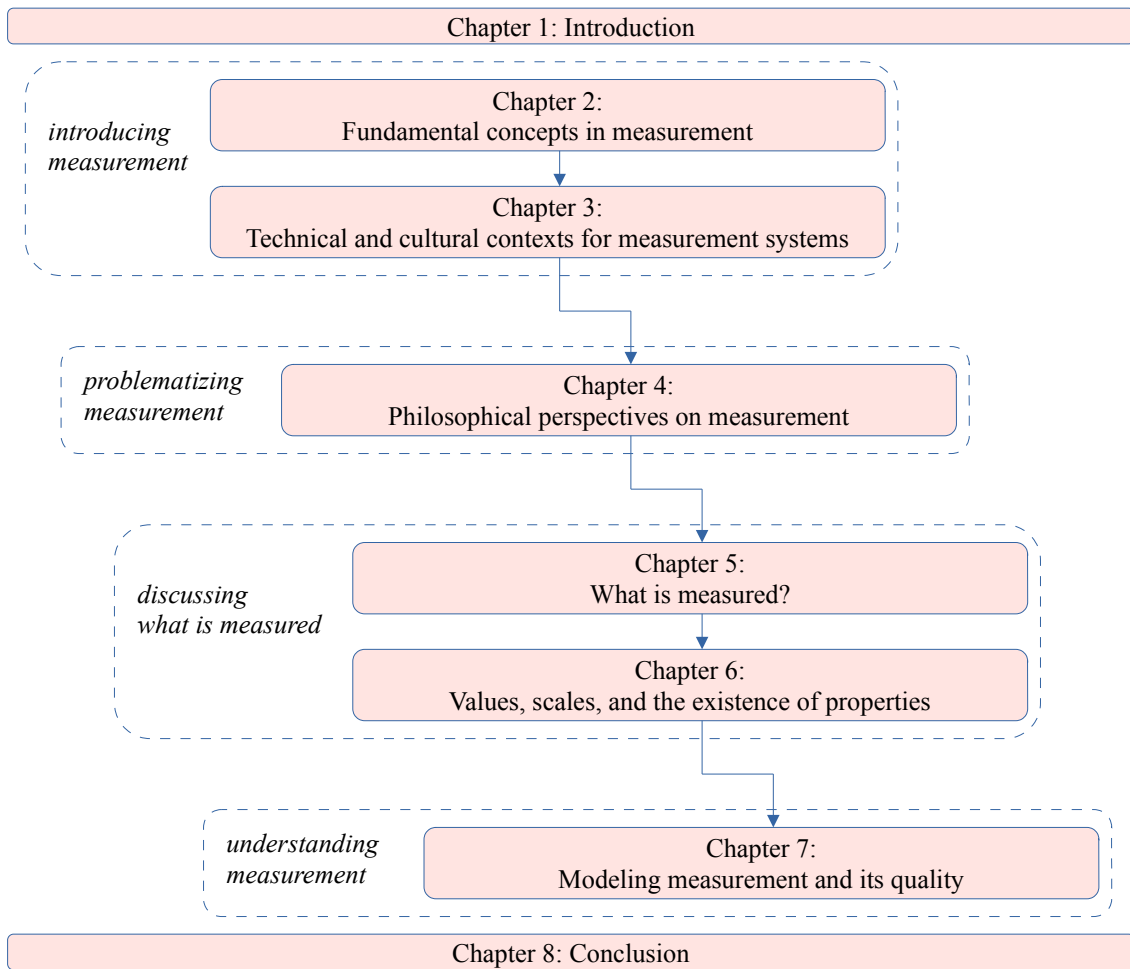 Chapter 1: Introduction
introducing
measurement
Chapter 2:
Fundamental concepts in measurement
Chapter 3:
Technical and cultural contexts for measurement systems
problematizing
measurement
Chapter 4:
Philosophical perspectives on measurement
discussing
what is measured
Chapter 5:
What is measured?
Chapter 6:
Values, scales, and the existence of properties
understanding
measurement
Chapter 7:
Modeling measurement and its quality
Chapter 8: Conclusion